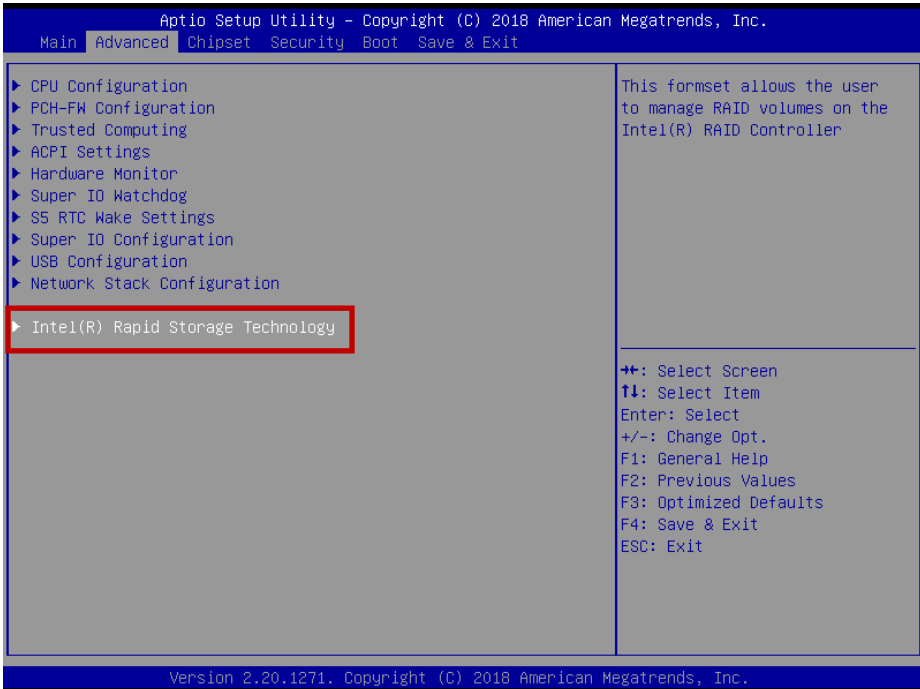 Aptio Setup Utility – Copyright (C) 2018 American Megatrends, Inc.
Main Advanced Chipset Security Boot Save & Exit
CPU Configuration
PCH-FW Configuration
Trusted Computing
ACPI Settings
Hardware Monitor
Super IO Watchdog
S5 RTC Wake Settings
Super IO Configuration
USB Configuration
Network Stack Configuration
Intel(R) Rapid Storage Technology
This formset allows the user
to manage RAID volumes on the
Intel(R) RAID Controller
→←: Select Screen
↑↓: Select Item
Enter: Select
+/-: Change Opt.
F1: General Help
F2: Previous Values
F3: Optimized Defaults
F4: Save & Exit
ESC: Exit
Version 2.20.1271. Copyright (C) 2018 American Megatrends, Inc.